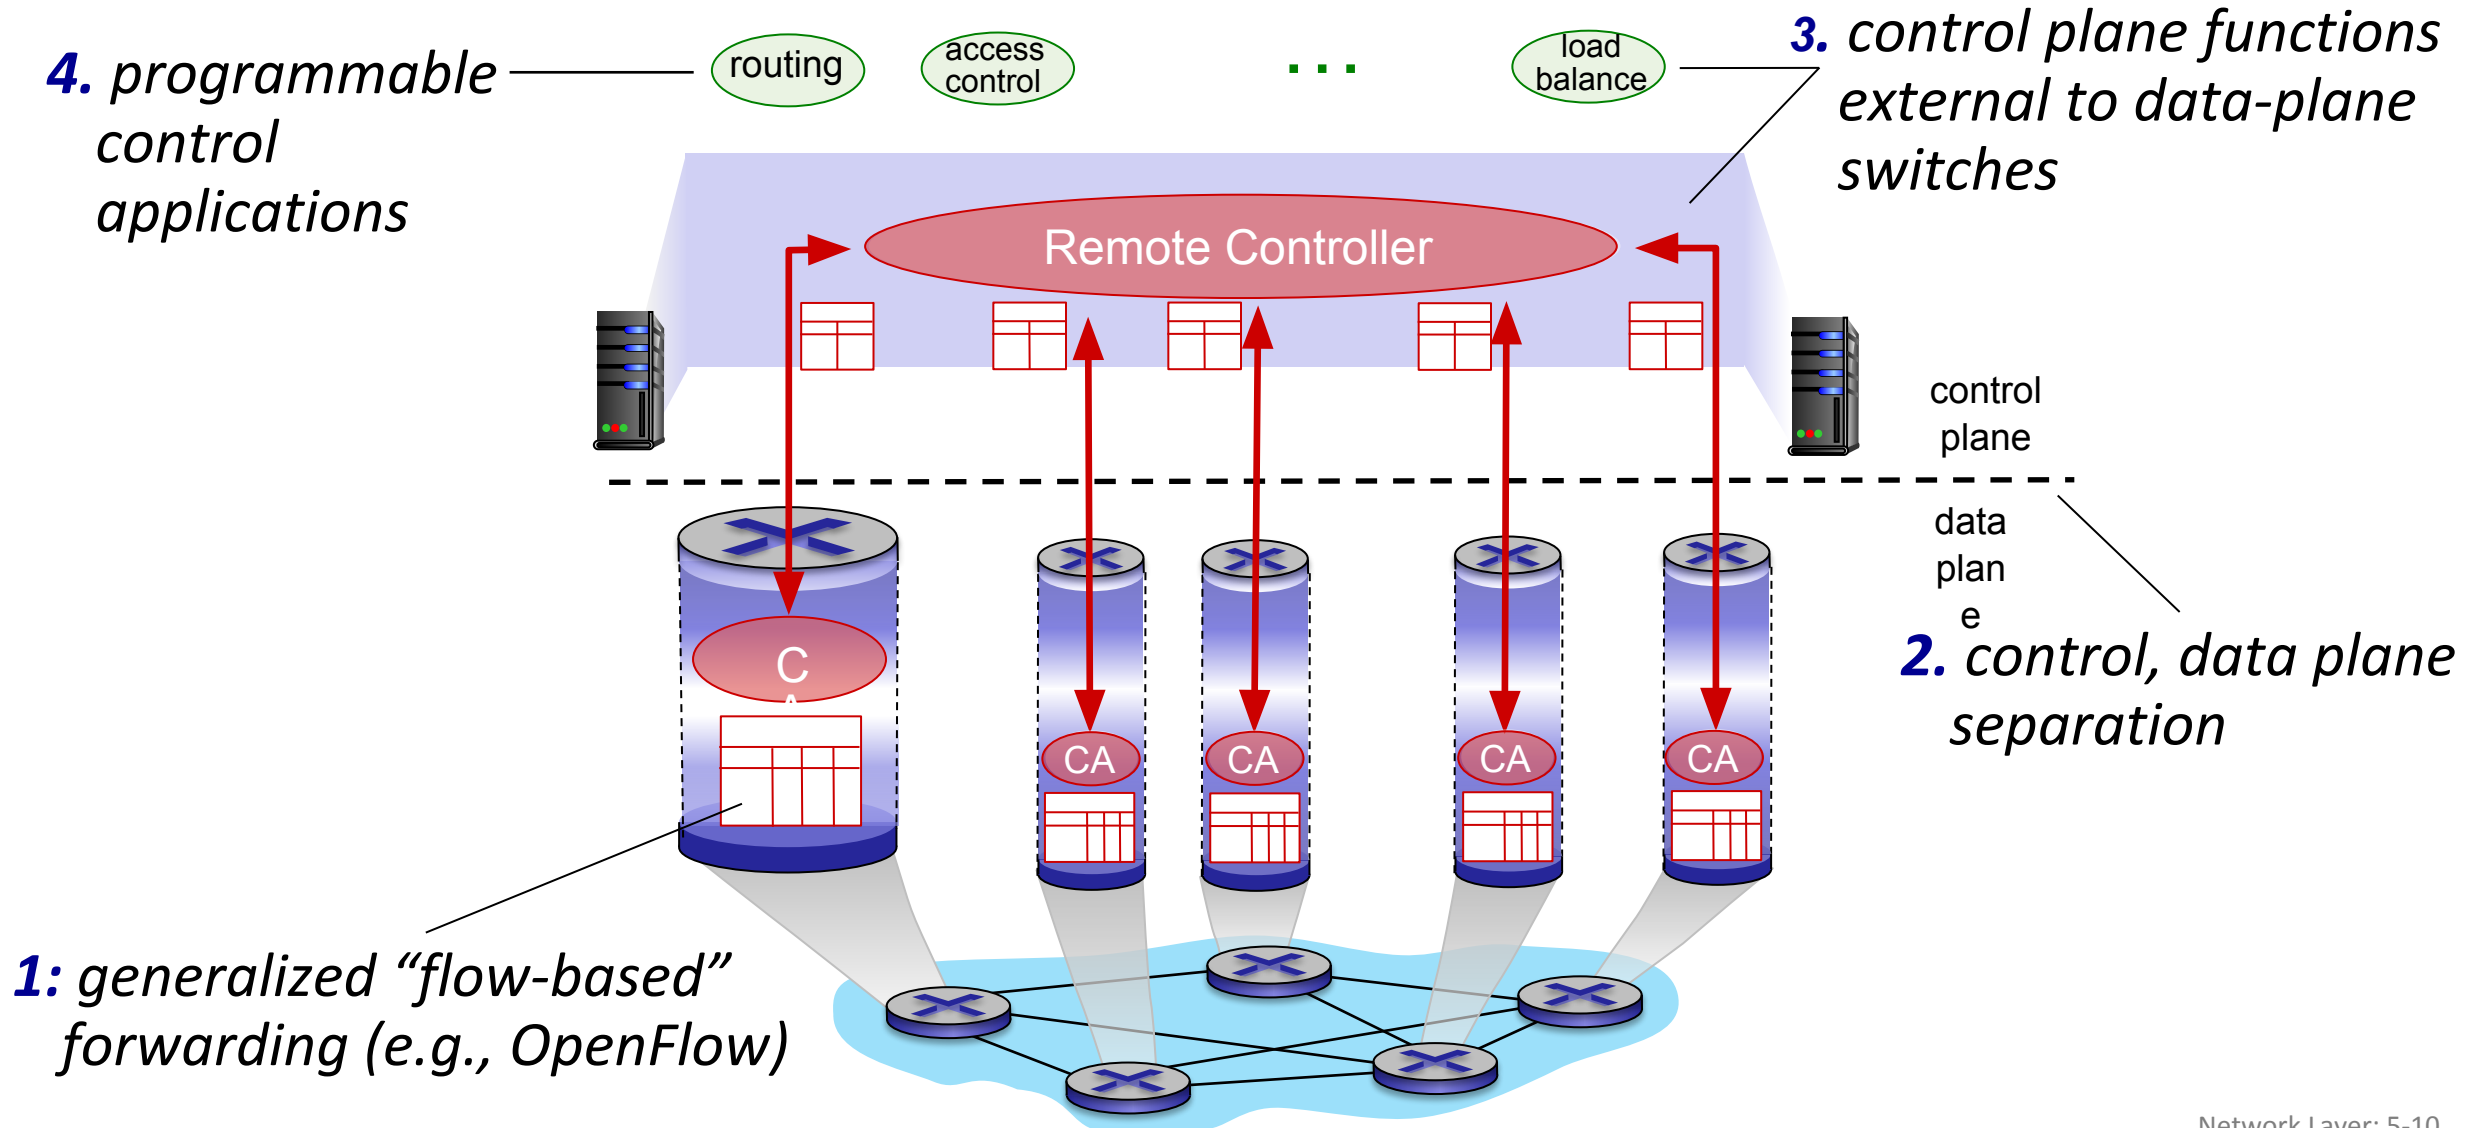 4. programmable
control
applications
routing
access
control
...
load
balance
3. control plane functions
external to data-plane
switches
Remote Controller
control
plane
data
plan
e
2. control, data plane
separation
C
A
CA
CA
CA
CA
1: generalized “flow-based”
forwarding (e.g., OpenFlow)
Network Layer: 5-10